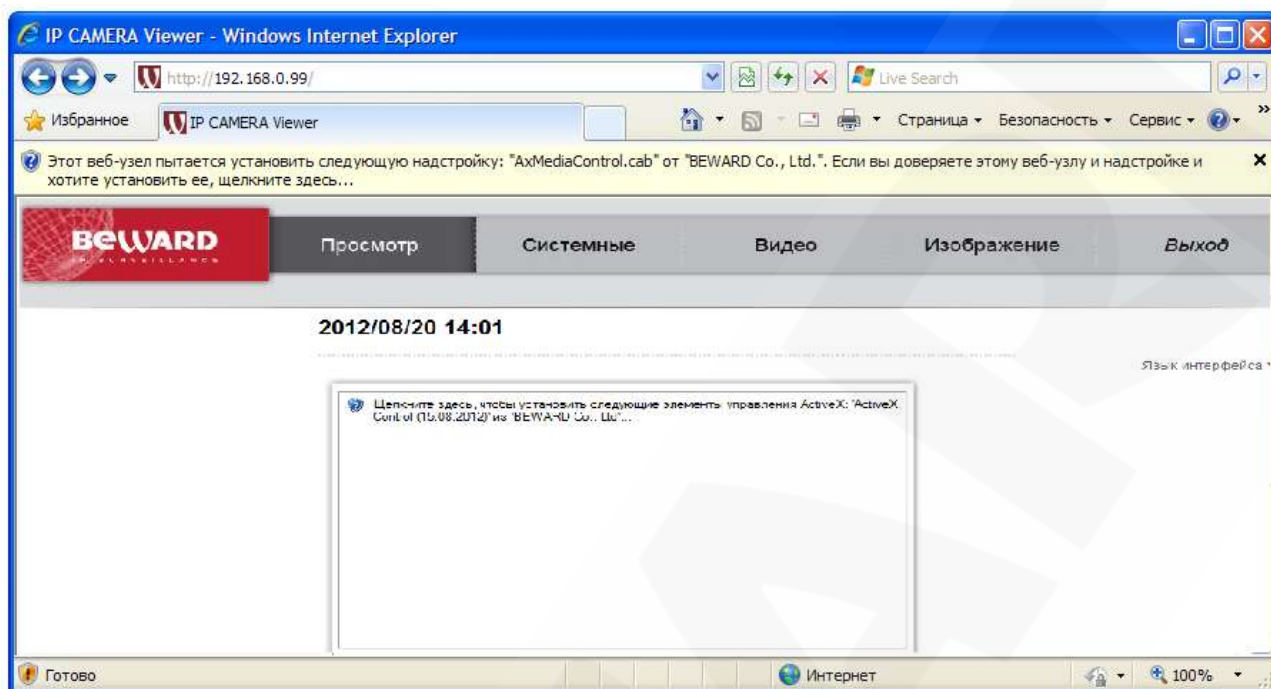 IP CAMERA Viewer - Windows Internet Explorer
http://192.168.0.99/
Live Search
Избранное
IP CAMERA Viewer
Страница
Безопасность
Сервис
Этот веб-узел пытается установить следующую надстройку: "AxMediaControl.cab" от "BEWARD Co., Ltd.". Если вы доверяете этому веб-узлу и надстройке и
хотите установить ее, щелкните здесь...
BEWARD
IP SURVEILLANCE
Просмотр
Системные
Видео
Изображение
Выход
2012/08/20 14:01
Язык интерфейса
Щелкните здесь, чтобы установить следующие элементы управления ActiveX: 'ActiveX
Control (15.08.2012)' из 'BEWARD Co., Ltd'...
Готово
Интернет
100%